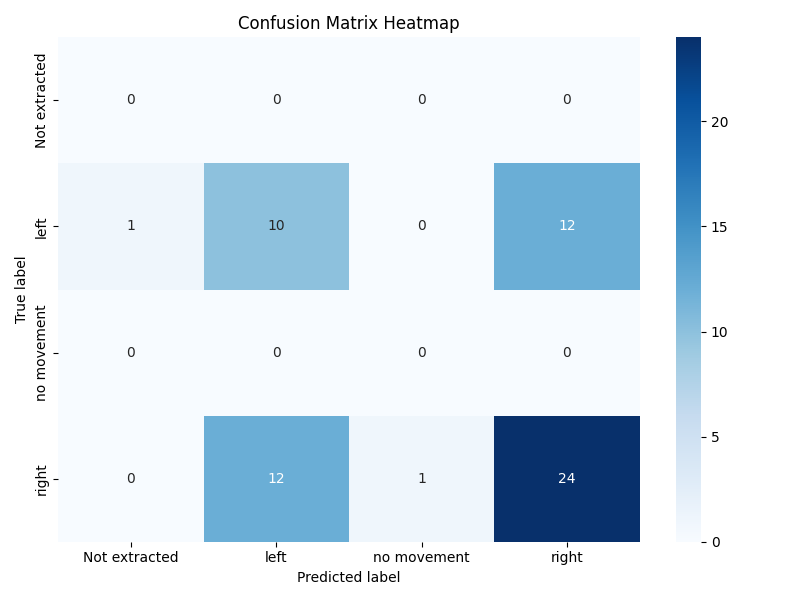 Confusion Matrix Heatmap
True label
Not extracted
0 0 0 0
left
1 10 0 12
no movement
0 0 0 0
right
0 12 1 24
Not extracted left no movement right
Predicted label
20
15
10
5
0